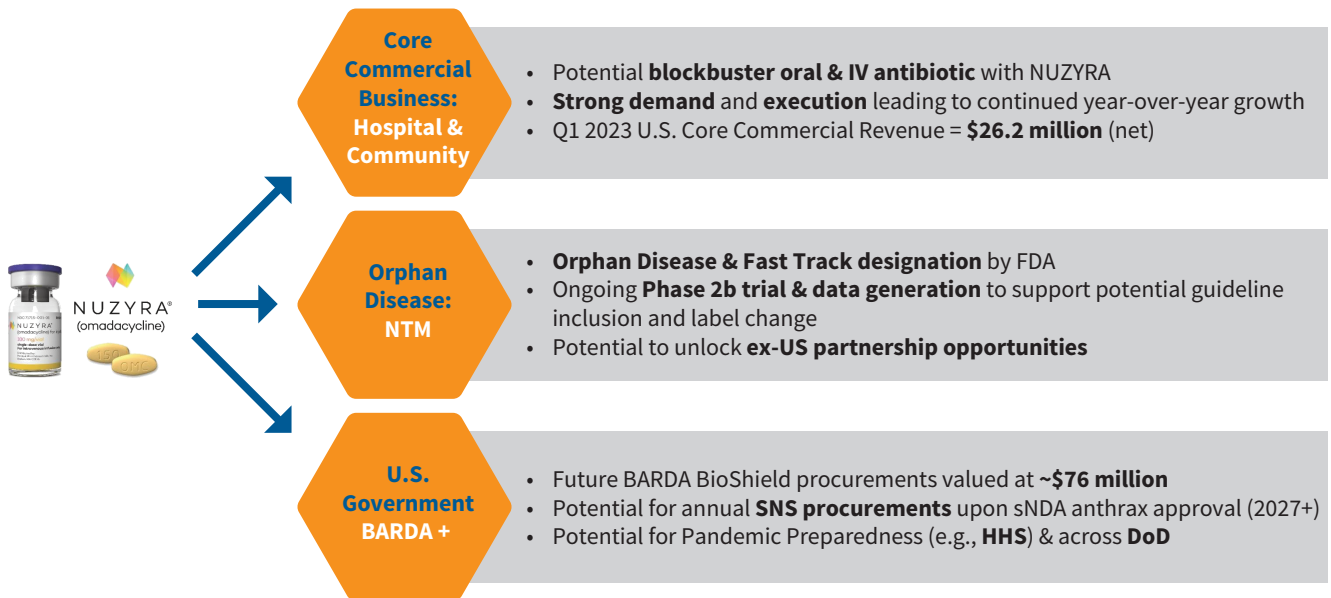 Core
Commercial
Business:
Hospital &
Community
• Potential blockbuster oral & IV antibiotic with NUZYRA
• Strong demand and execution leading to continued year-over-year growth
• Q1 2023 U.S. Core Commercial Revenue = $26.2 million (net)
NUZYRA®
(omadacycline)
NUZYRA
150
OMC
Orphan
Disease:
NTM
• Orphan Disease & Fast Track designation by FDA
• Ongoing Phase 2b trial & data generation to support potential guideline
inclusion and label change
• Potential to unlock ex-US partnership opportunities
U.S.
Government
BARDA +
• Future BARDA BioShield procurements valued at ~$76 million
• Potential for annual SNS procurements upon sNDA anthrax approval (2027+)
• Potential for Pandemic Preparedness (e.g., HHS) & across DoD